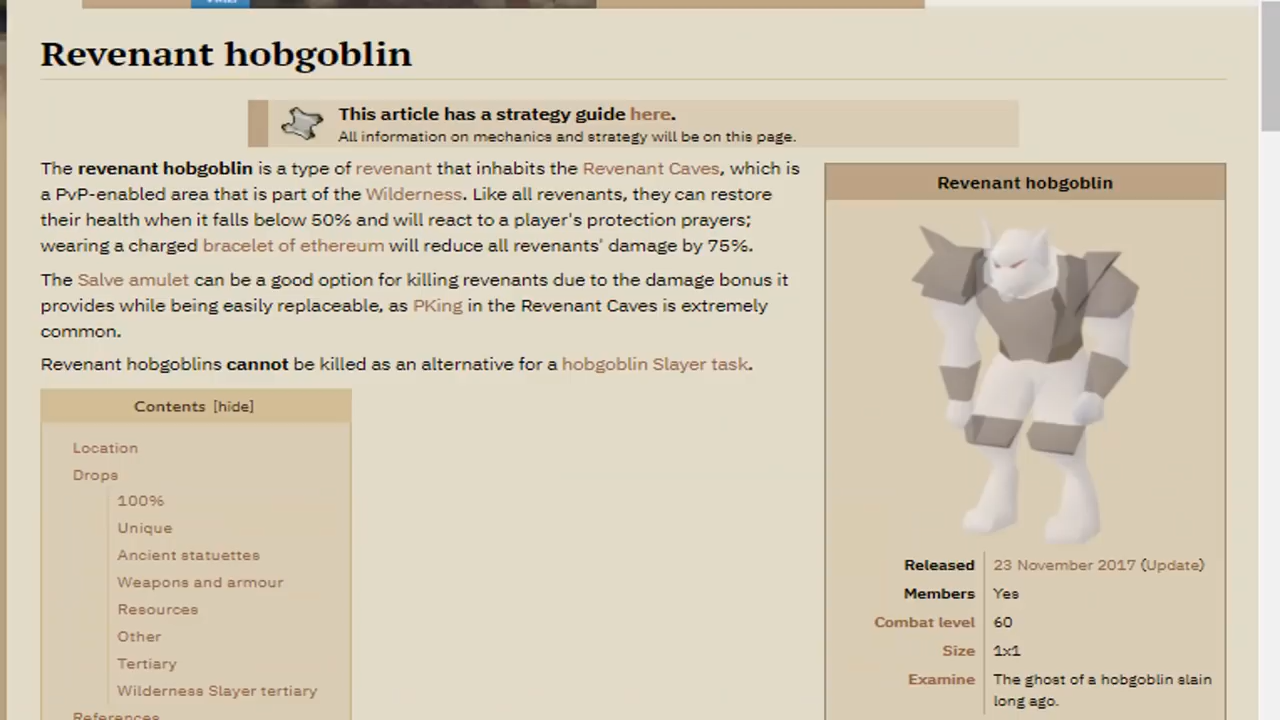 Revenant hobgoblin
This article has a strategy guide here.
All information on mechanics and strategy will be on this page.
The revenant hobgoblin is a type of revenant that inhabits the Revenant Caves, which is
a PvP-enabled area that is part of the Wilderness. Like all revenants, they can restore
their health when it falls below 50% and will react to a player's protection prayers;
wearing a charged bracelet of ethereum will reduce all revenants' damage by 75%.
The Salve amulet can be a good option for killing revenants due to the damage bonus it
provides while being easily replaceable, as PKing in the Revenant Caves is extremely
common.
Revenant hobgoblins cannot be killed as an alternative for a hobgoblin Slayer task.
Contents [hide]
Location
Drops
100%
Unique
Ancient statuettes
Weapons and armour
Resources
Other
Tertiary
Wilderness Slayer tertiary
References
Revenant hobgoblin
Released 23 November 2017 (Update)
Members Yes
Combat level 60
Size 1x1
Examine The ghost of a hobgoblin slain
long ago.